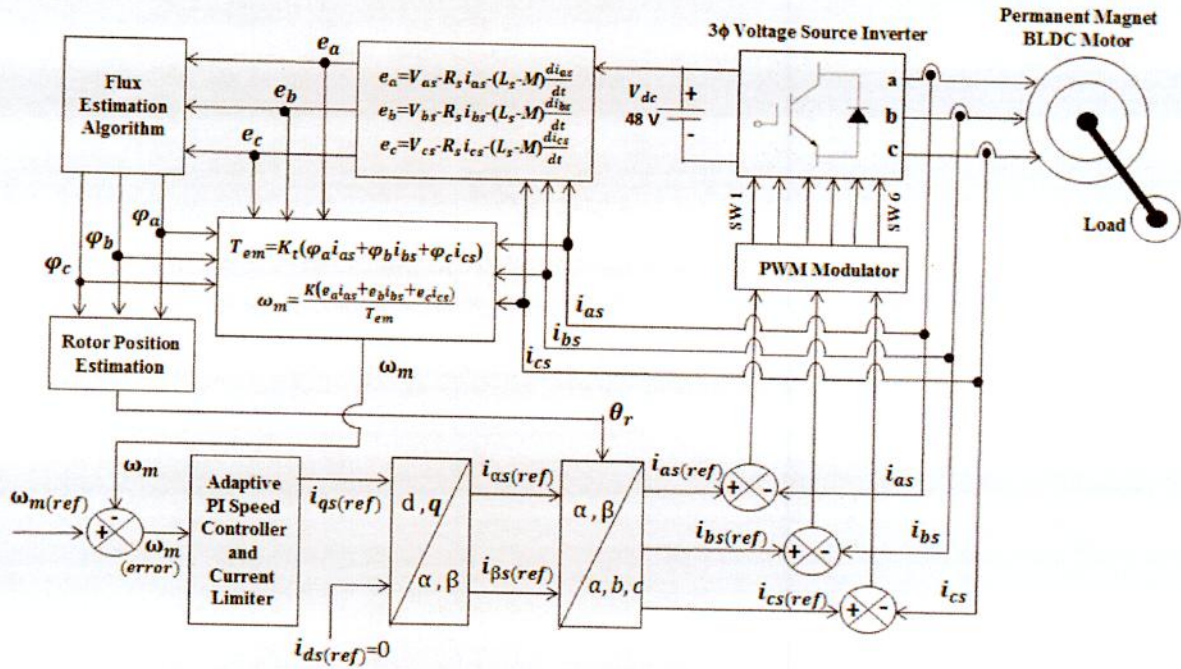 Permanent Magnet
BLDC Motor
3ϕ Voltage Source Inverter
Flux
Estimation
Algorithm
e_a
e_b
e_c
e_a=V_as-R_s i_as-(L_s-M) di_as/dt
e_b=V_bs-R_s i_bs-(L_s-M) di_bs/dt
e_c=V_cs-R_s i_cs-(L_s-M) di_cs/dt
V_dc
48 V
+
-
a
b
c
SW1
SW6
Load
PWM Modulator
φ_a
φ_b
φ_c
T_em=K_t(φ_a i_as+φ_b i_bs+φ_c i_cs)
ω_m=K(e_a i_as+e_b i_bs+e_c i_cs)/T_em
i_as
i_bs
i_cs
Rotor Position
Estimation
ω_m
θ_r
ω_m
ω_m(ref)
+
-
ω_m
(error)
Adaptive
PI Speed
Controller
and
Current
Limiter
i_qs(ref)
i_ds(ref)=0
d,q
α,β
i_αs(ref)
i_βs(ref)
α,β
a,b,c
i_as(ref)
+
-
i_as
i_bs(ref)
+
-
i_bs
i_cs(ref)
+
-
i_cs